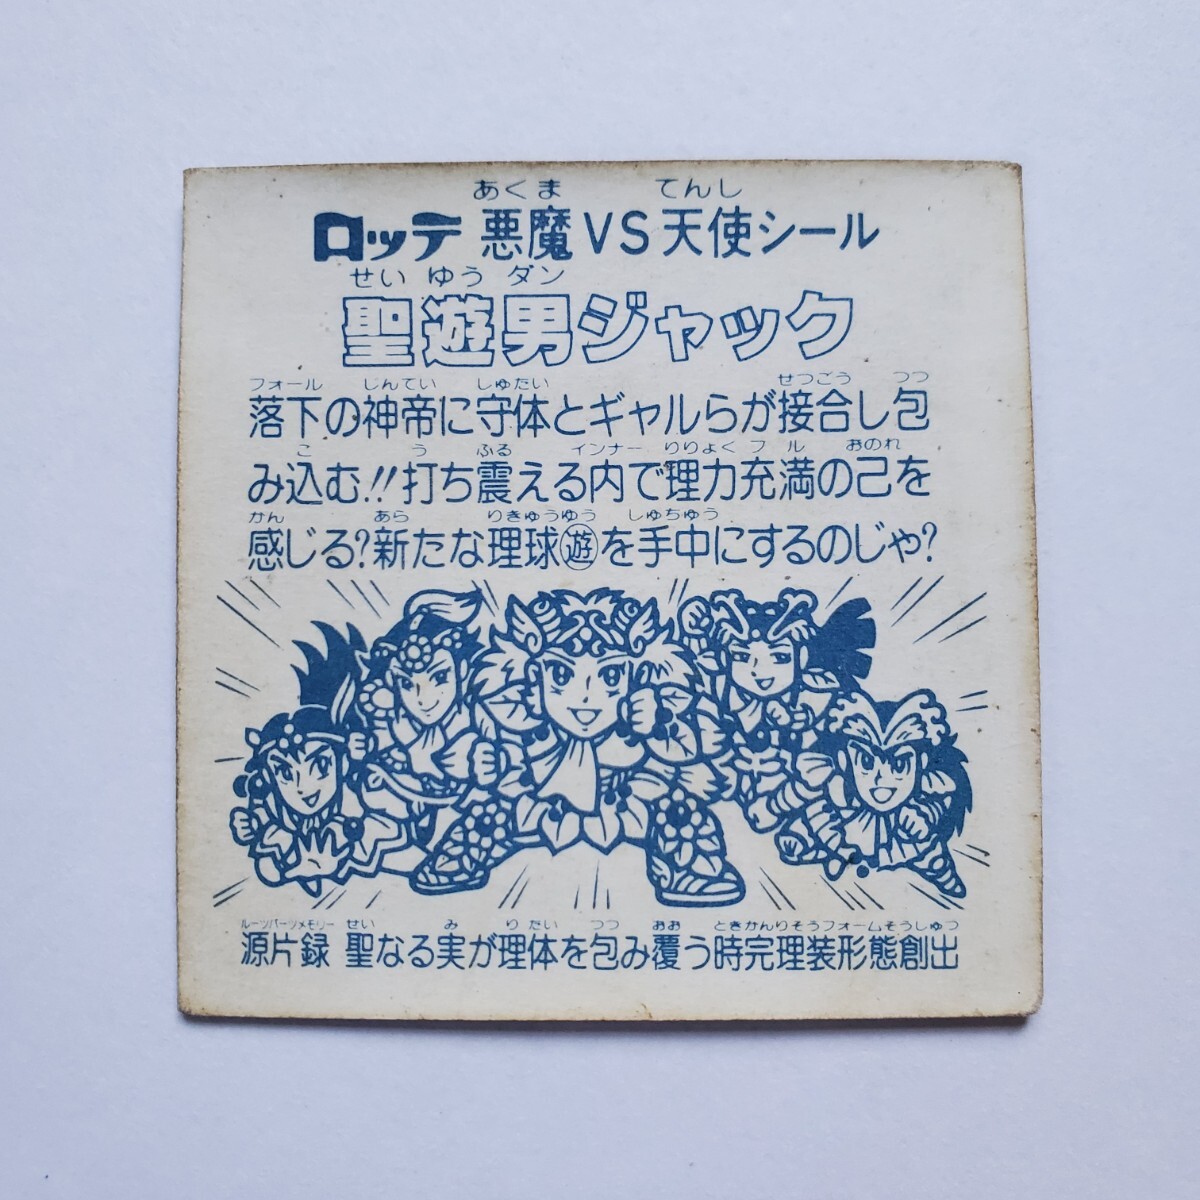 あくま てんし
ロッテ 悪魔VS天使シール
せい ゆう ダン
聖遊男ジャック
フォール じんてい しゅたい せつごう つつ
落下の神帝に守体とギャルらが接合し包
こ う ふる インナー りりょく フル おのれ
み込む!!打ち震える内で理力充満の己を
かん あら りきゅうゆう しゅちゅう
感じる?新たな理球遊を手中にするのじゃ?
ルーツパーツメモリー せい み り たい つつ おお ときかんりそうフォームそうしゅつ
源片録 聖なる実が理体を包み覆う時完理装形態創出